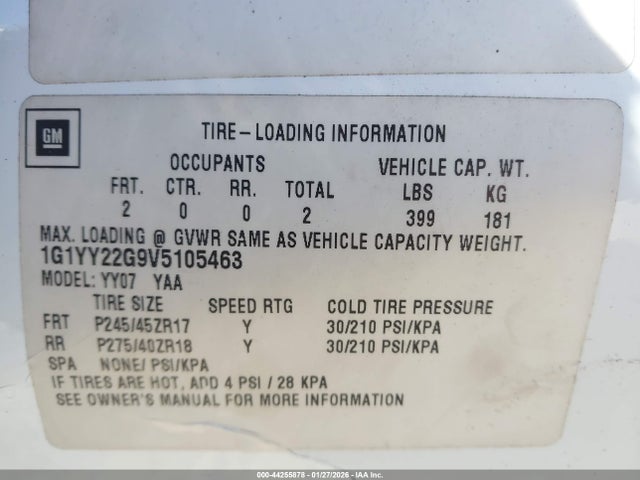 GM
TIRE-LOADING INFORMATION
OCCUPANTS VEHICLE CAP. WT.
FRT. CTR. RR. TOTAL LBS KG
2 0 0 2 399 181
MAX. LOADING @ GVWR SAME AS VEHICLE CAPACITY WEIGHT.
1G1YY22G9V5105463
MODEL: YY07 YAA
TIRE SIZE SPEED RTG COLD TIRE PRESSURE
FRT P245/45ZR17 Y 30/210 PSI/KPA
RR P275/40ZR18 Y 30/210 PSI/KPA
SPA NONE/ PSI/KPA
IF TIRES ARE HOT, ADD 4 PSI / 28 KPA
SEE OWNER'S MANUAL FOR MORE INFORMATION
000-44255878 | 01/27/2026 | IAA Inc.